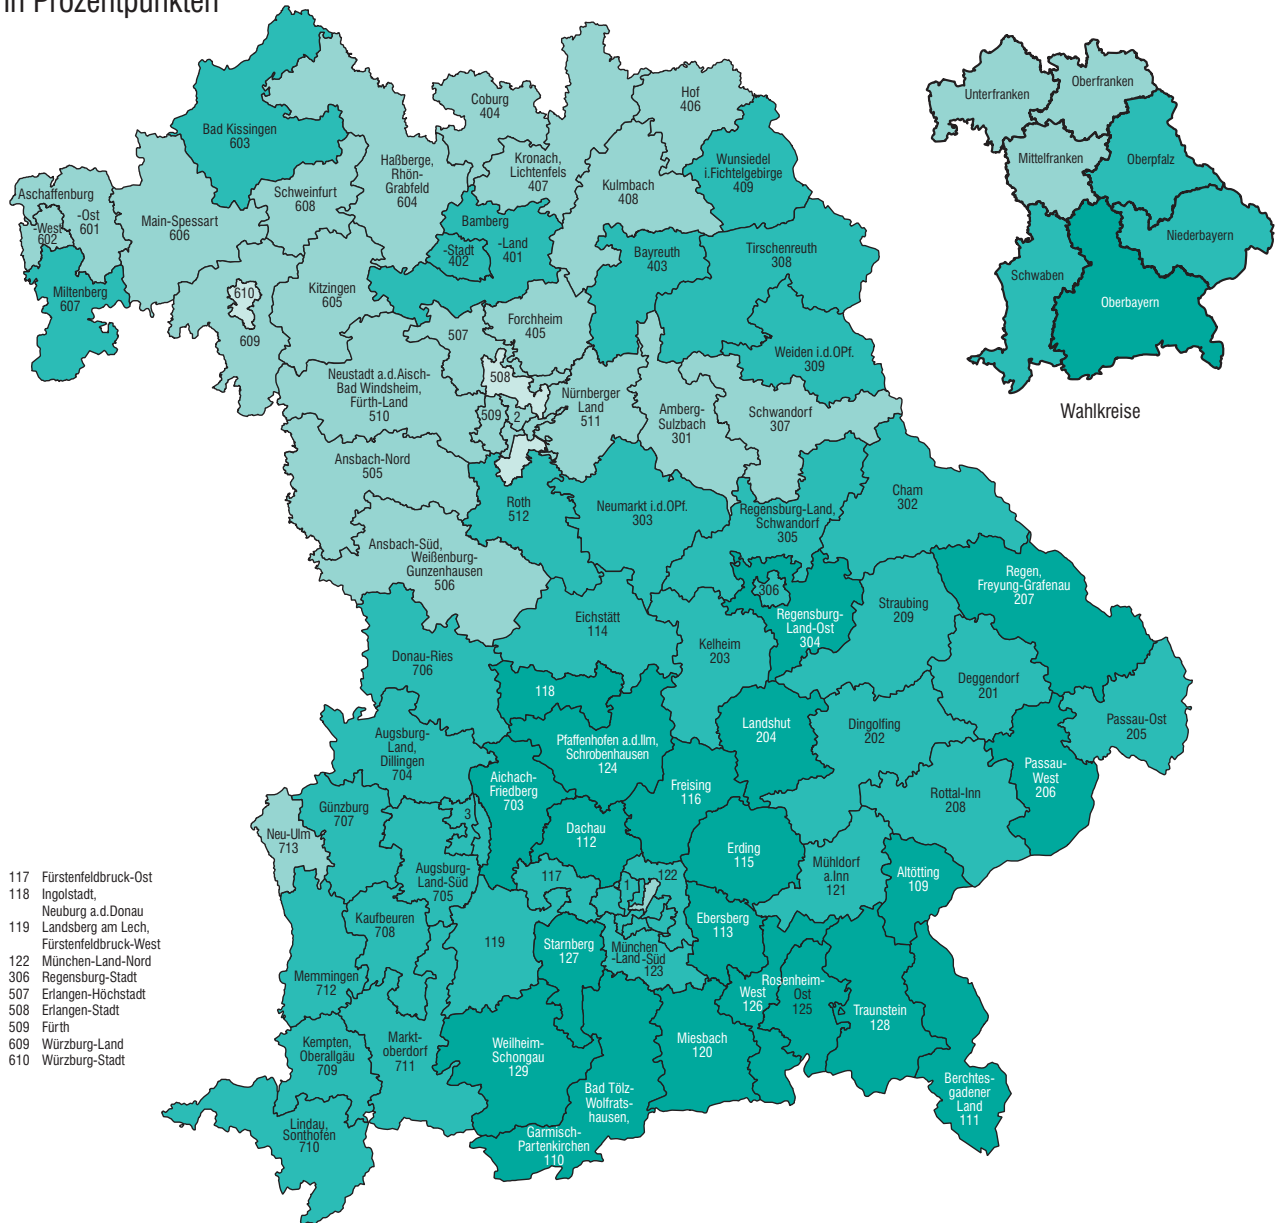 in Prozentpunkten
Coburg
404
Hof
406
Bad Kissingen
603
Haßberge,
Rhön-
Grabfeld
604
Kronach,
Lichtenfels
407
Kulmbach
408
Wunsiedel
i.Fichtelgebirge
409
Aschaffenburg
-West
602
-Ost
601
Main-Spessart
606
Schweinfurt
608
Bamberg
-Stadt
402
-Land
401
Bayreuth
403
Tirschenreuth
308
Miltenberg
607
610
609
Kitzingen
605
507
Forchheim
405
Weiden i.d.OPf.
309
Neustadt a.d.Aisch-
Bad Windsheim,
Fürth-Land
510
508
509
2
Nürnberger
Land
511
Amberg-
Sulzbach
301
Schwandorf
307
Ansbach-Nord
505
Roth
512
Neumarkt i.d.OPf.
303
Regensburg-Land,
Schwandorf
305
Cham
302
Ansbach-Süd,
Weißenburg-
Gunzenhausen
506
306
Regensburg-
Land-Ost
304
Straubing
209
Regen,
Freyung-Grafenau
207
Eichstätt
114
Kelheim
203
Donau-Ries
706
118
Deggendorf
201
Passau-Ost
205
Augsburg-
Land,
Dillingen
704
Pfaffenhofen a.d.Ilm,
Schrobenhausen
124
Landshut
204
Dingolfing
202
Passau-
West
206
Aichach-
Friedberg
703
Freising
116
Rottal-Inn
208
Günzburg
707
3
Neu-Ulm
713
Dachau
112
Erding
115
Mühldorf
a.Inn
121
Altötting
109
Augsburg-
Land-Süd
705
117
1
122
Kaufbeuren
708
119
Starnberg
127
München
-Land-Süd
123
Ebersberg
113
Memmingen
712
Rosenheim-
West
126
Ost
125
Traunstein
128
Kempten,
Oberallgäu
709
Markt-
oberdorf
711
Weilheim-
Schongau
129
Miesbach
120
Bad Tölz-
Wolfrats-
hausen,
Garmisch-
Partenkirchen
110
Berchtes-
gadener
Land
111
Lindau,
Sonthofen
710
Unterfranken
Oberfranken
Mittelfranken
Oberpfalz
Niederbayern
Schwaben
Oberbayern
Wahlkreise
117 Fürstenfeldbruck-Ost
118 Ingolstadt,
Neuburg a.d.Donau
119 Landsberg am Lech,
Fürstenfeldbruck-West
122 München-Land-Nord
306 Regensburg-Stadt
507 Erlangen-Höchstadt
508 Erlangen-Stadt
509 Fürth
609 Würzburg-Land
610 Würzburg-Stadt